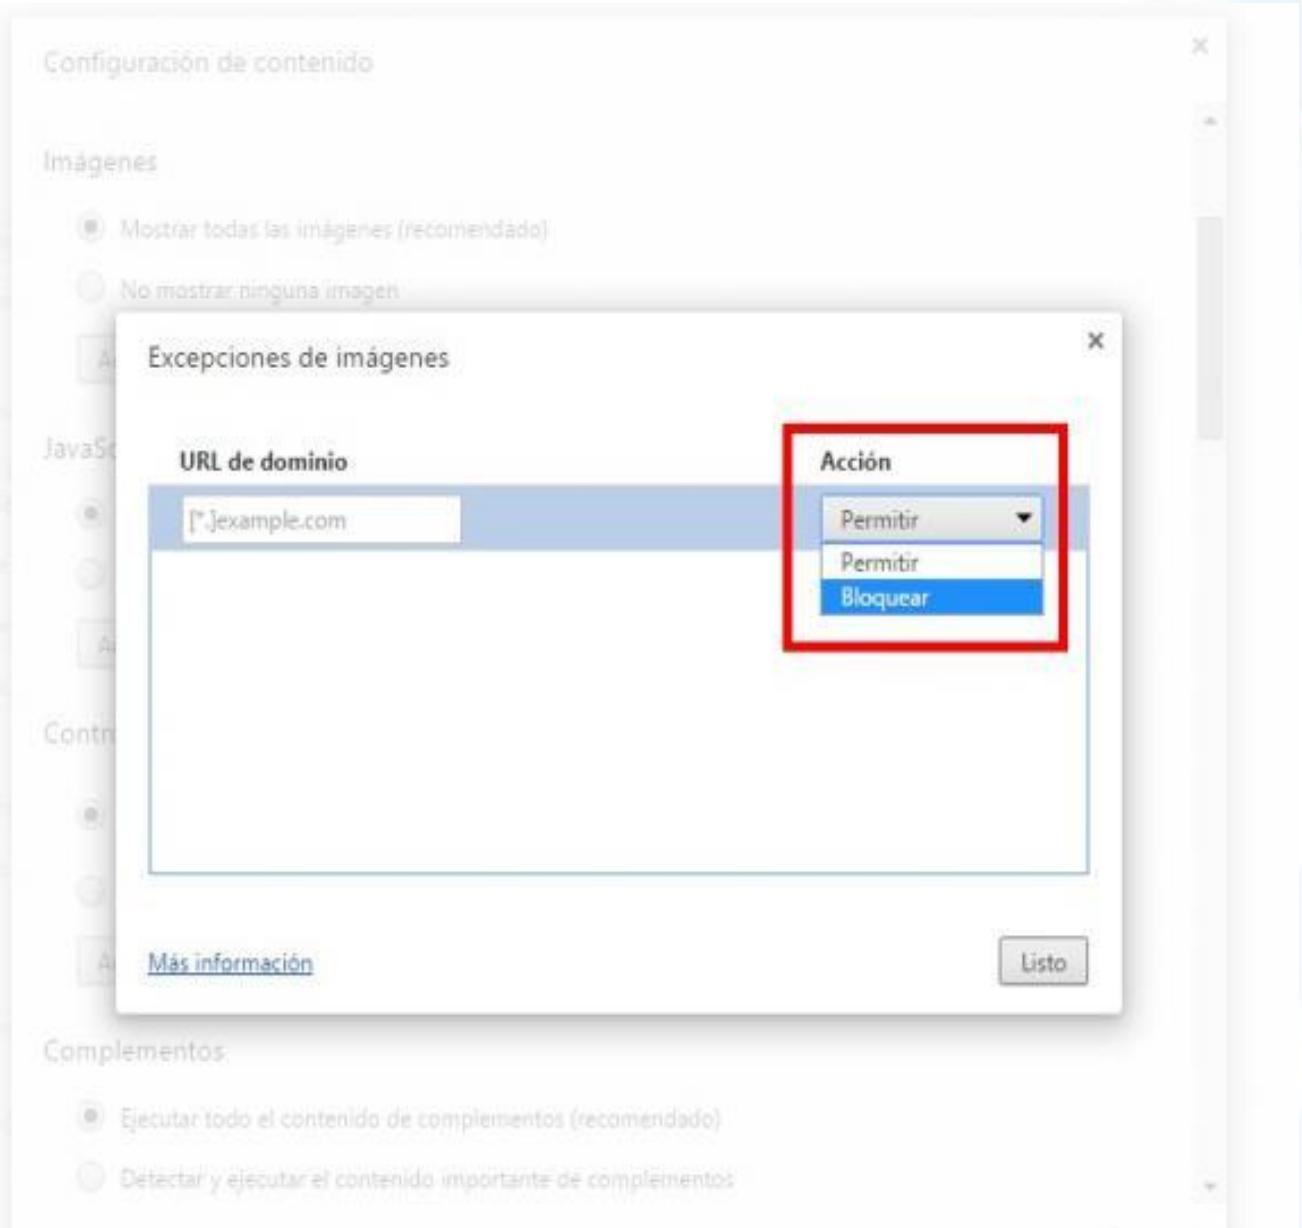 Configuración de contenido
×
Imágenes
Mostrar todas las imágenes (recomendado)
No mostrar ninguna imagen
Excepciones de imágenes
×
URL de dominio
Acción
[*.]example.com
Permitir
Permitir
Bloquear
Más información
Listo
Complementos
Ejecutar todo el contenido de complementos (recomendado)
Detectar y ejecutar el contenido importante de complementos